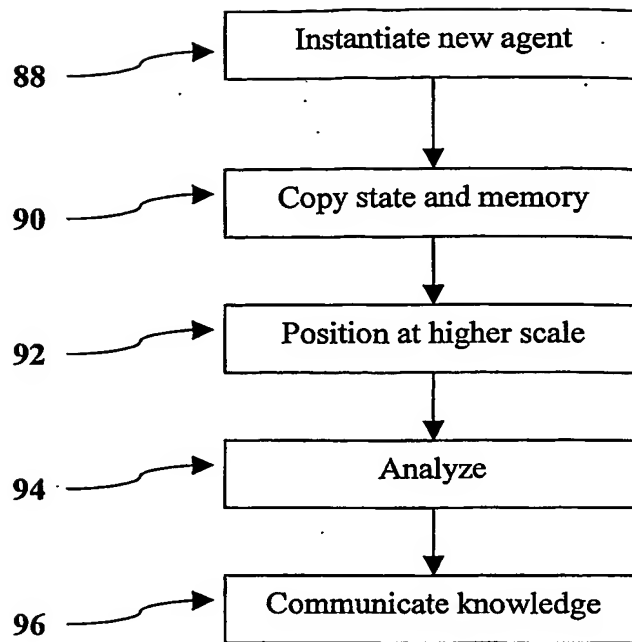 88 Instantiate new agent
90 Copy state and memory
92 Position at higher scale
94 Analyze
96 Communicate knowledge